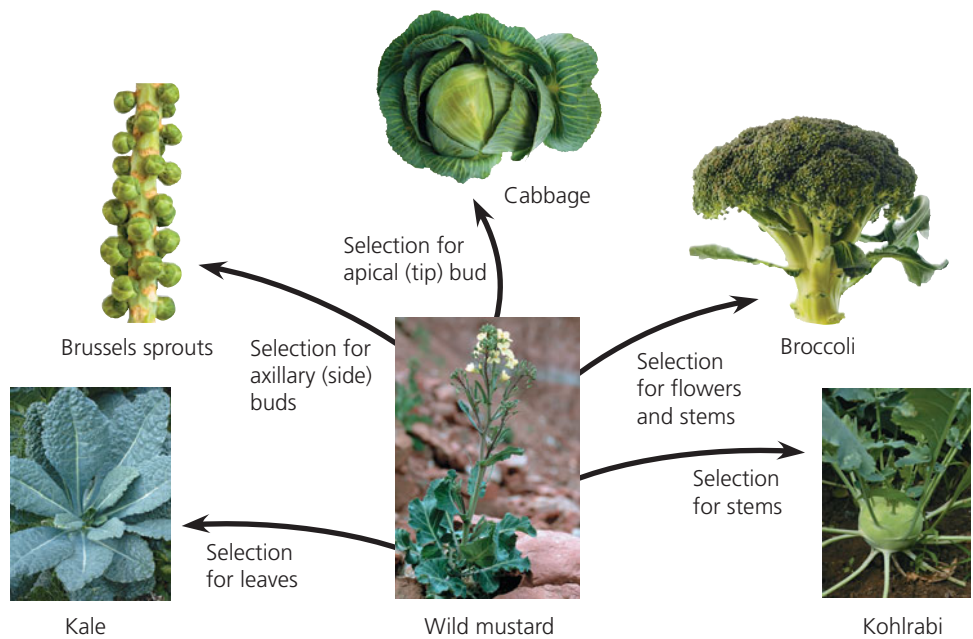 Cabbage
Selection for
apical (tip) bud
Brussels sprouts
Selection for
axillary (side)
buds
Broccoli
Selection
for flowers
and stems
Selection
for stems
Selection
for leaves
Kale
Wild mustard
Kohlrabi